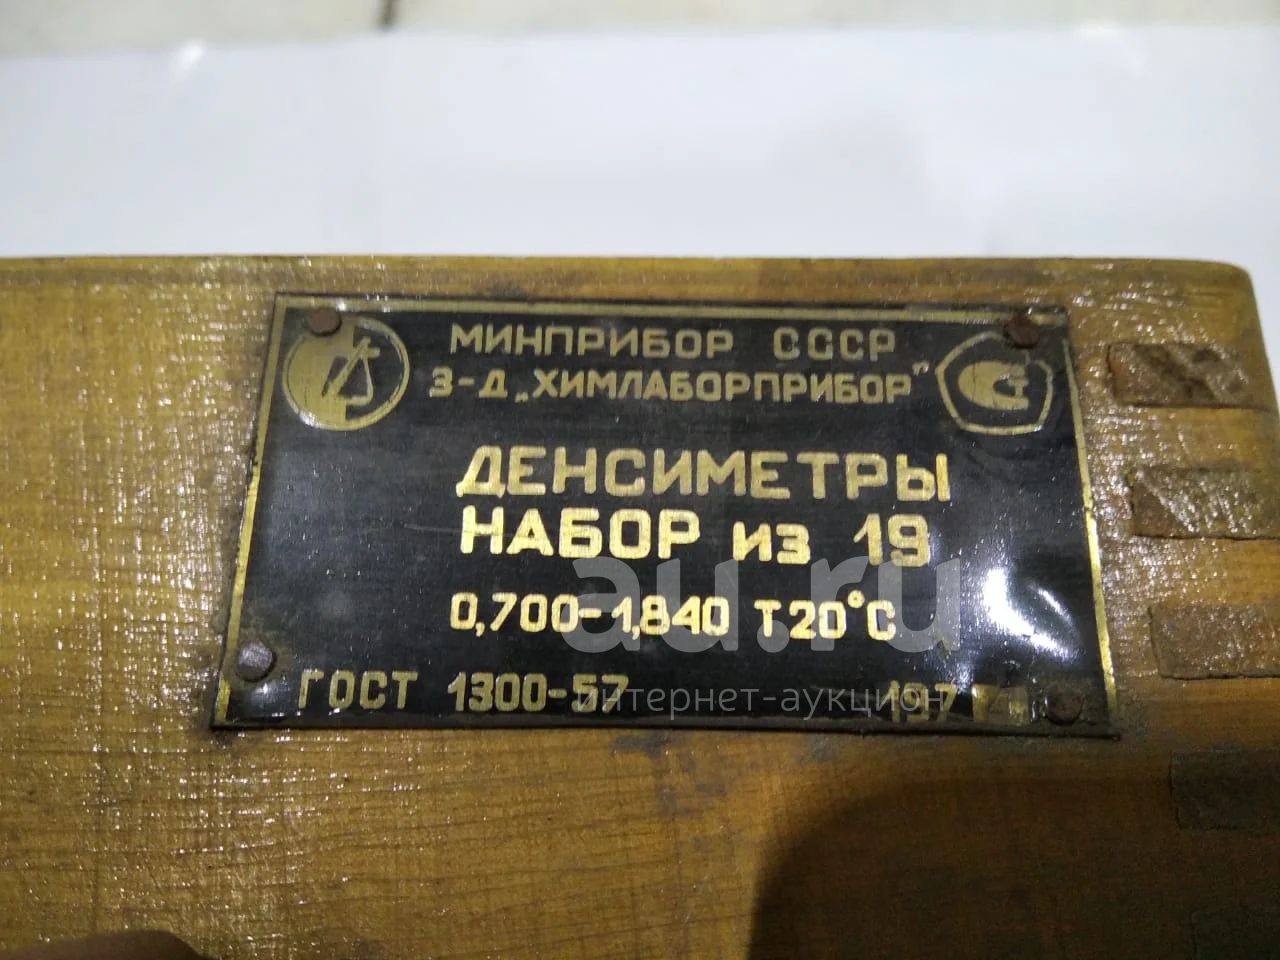 МИНПРИБОР СССР
З-Д „ХИМЛАБОРПРИБОР"
ДЕНСИМЕТРЫ
НАБОР из 19
0,700-1,840 Т 20°С
ГОСТ 1300-57
197
au.ru
интернет-аукцион